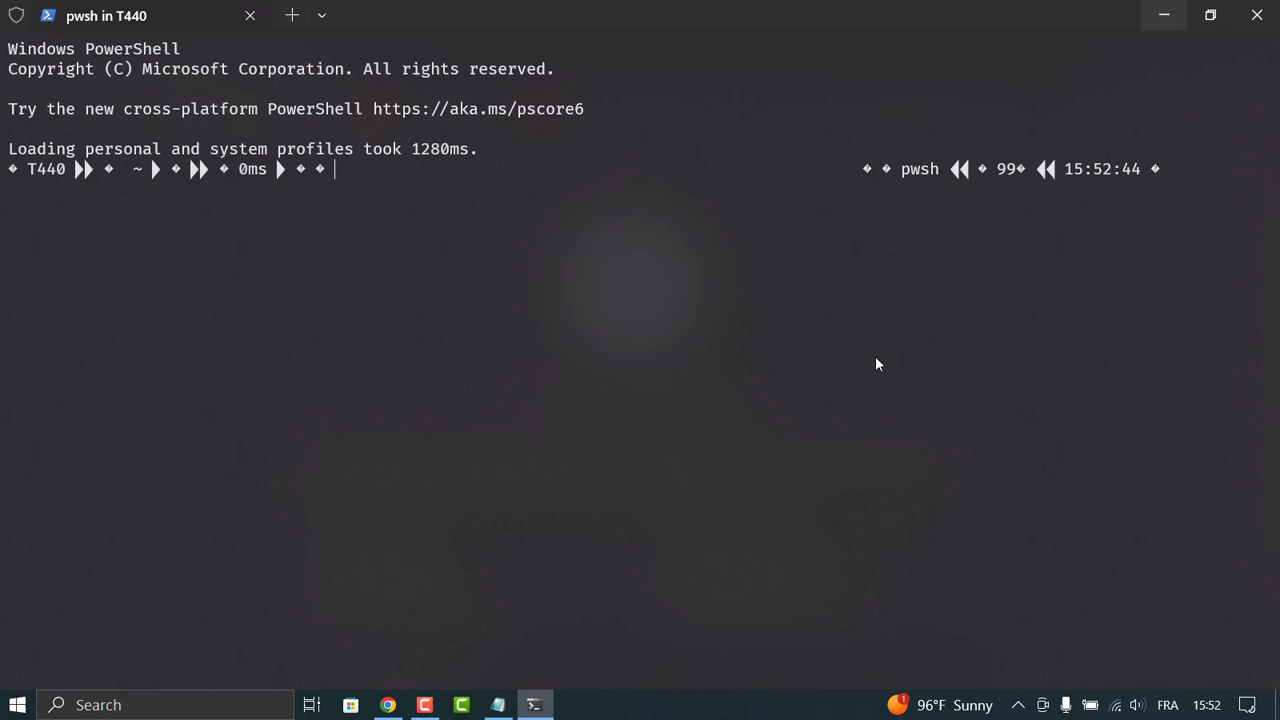 pwsh in T440
Windows PowerShell
Copyright (C) Microsoft Corporation. All rights reserved.
Try the new cross-platform PowerShell https://aka.ms/pscore6
Loading personal and system profiles took 1280ms.
� T440 �  ~ � � 0ms � � � � pwsh � 99� 15:52:44 �
Search
1
96°F Sunny
FRA
15:52